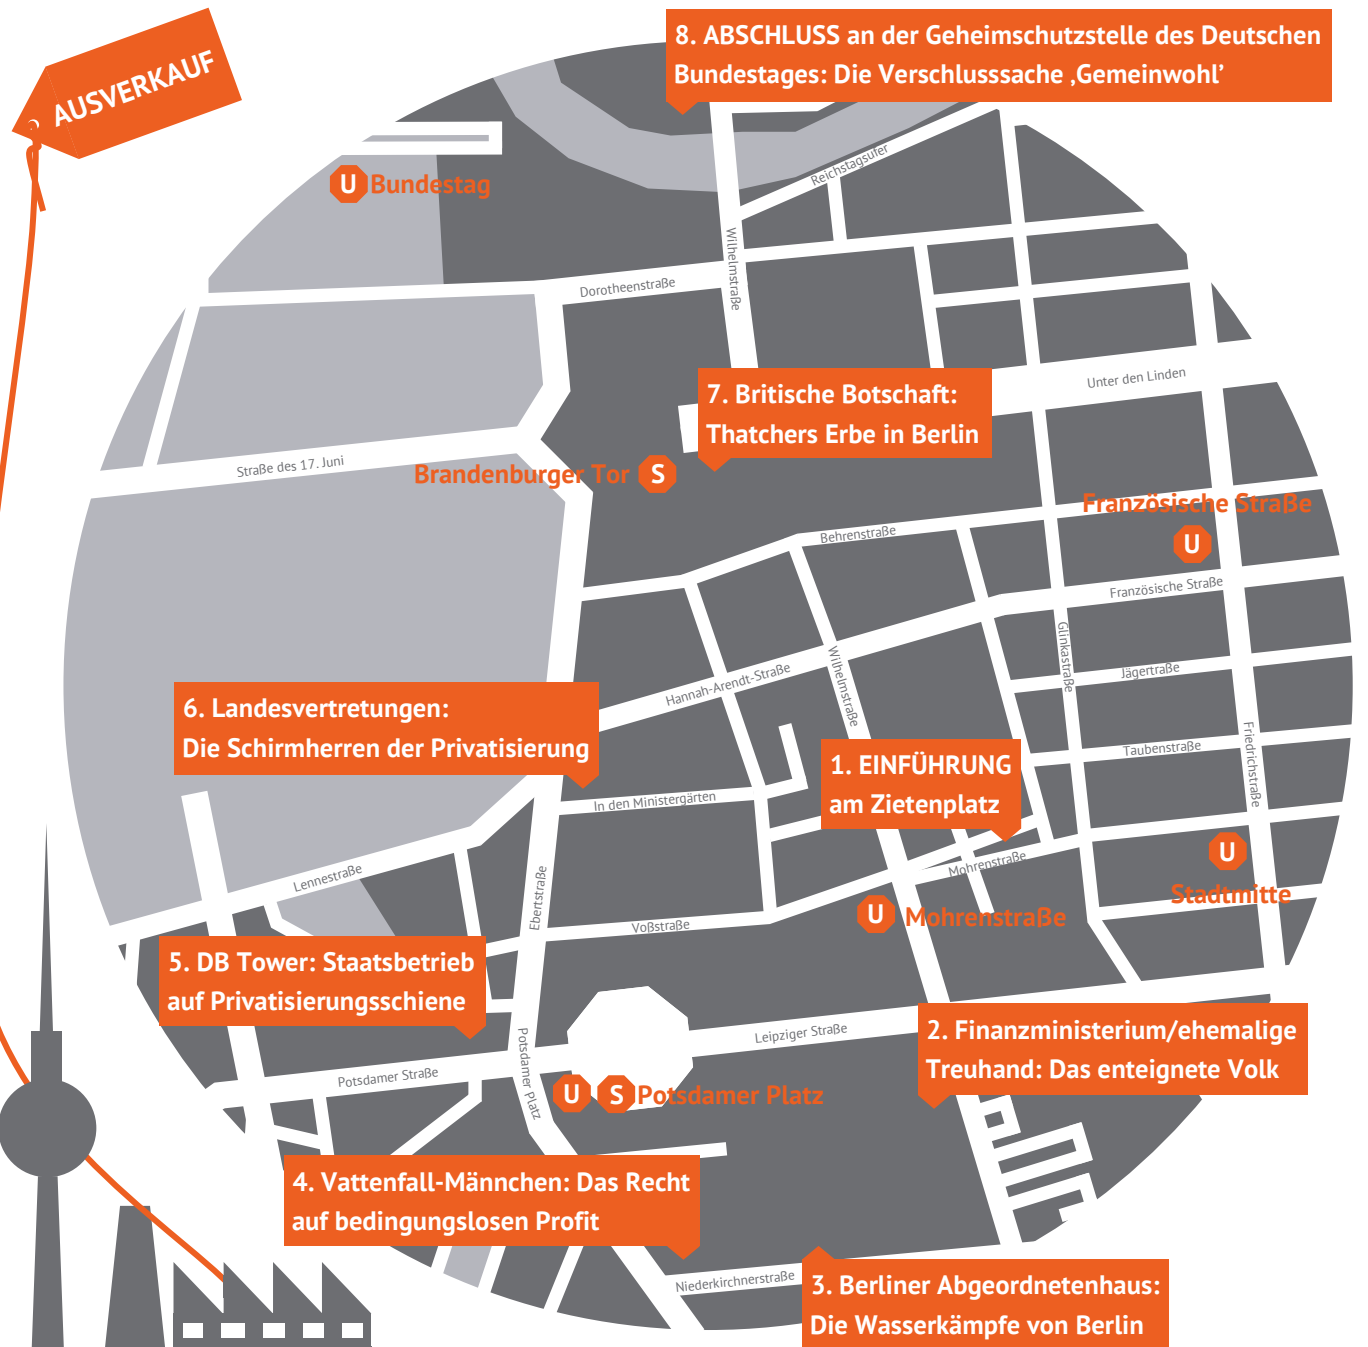 AUSVERKAUF
8. ABSCHLUSS an der Geheimschutzstelle des Deutschen
Bundestages: Die Verschlusssache ‚Gemeinwohl’
U Bundestag
Reichstagsufer
Wilhelmstraße
Dorotheenstraße
Unter den Linden
7. Britische Botschaft:
Thatchers Erbe in Berlin
Straße des 17. Juni
Brandenburger Tor S
Französische Straße
U
Behrenstraße
Französische Straße
Glinkastraße
Hannah-Arendt-Straße
Wilhelmstraße
Jägertraße
6. Landesvertretungen:
Die Schirmherren der Privatisierung
Taubenstraße
Friedrichstraße
1. EINFÜHRUNG
am Zietenplatz
In den Ministergärten
Mohrenstraße
U
Stadtmitte
Lennestraße
Ebertstraße
Voßstraße
U Mohrenstraße
5. DB Tower: Staatsbetrieb
auf Privatisierungsschiene
Leipziger Straße
2. Finanzministerium/ehemalige
Treuhand: Das enteignete Volk
Potsdamer Straße
Potsdamer Platz
U S Potsdamer Platz
4. Vattenfall-Männchen: Das Recht
auf bedingungslosen Profit
Niederkirchnerstraße
3. Berliner Abgeordnetenhaus:
Die Wasserkämpfe von Berlin